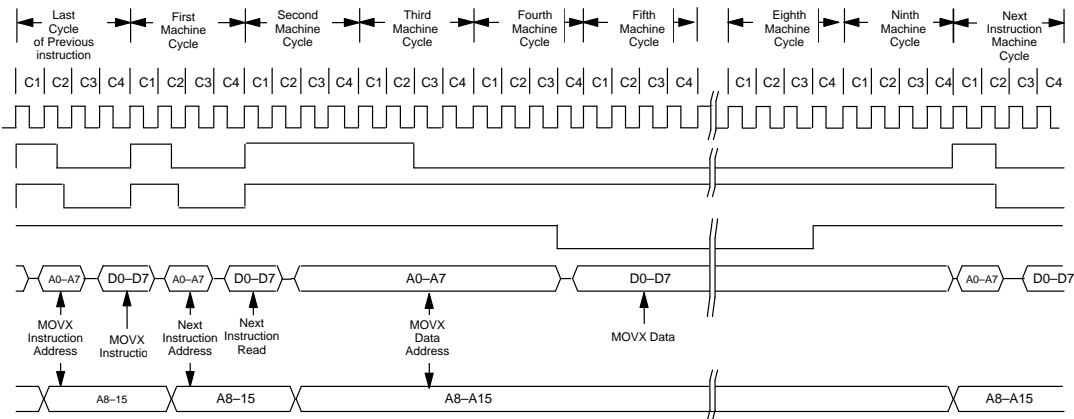 Last
Cycle
of Previous
instruction
First
Machine
Cycle
Second
Machine
Cycle
Third
Machine
Cycle
Fourth
Machine
Cycle
Fifth
Machine
Cycle
Eighth
Machine
Cycle
Ninth
Machine
Cycle
Next
Instruction
Machine
Cycle
C1 C2 C3 C4 C1 C2 C3 C4 C1 C2 C3 C4 C1 C2 C3 C4 C1 C2 C3 C4 C1 C2 C3 C4 C1 C2 C3 C4 C1 C2 C3 C4 C1 C2 C3 C4
A0–A7 D0–D7 A0–A7 D0–D7 A0–A7 D0–D7 A0–A7 D0–D7
MOVX
Instruction
Address
MOVX
Instructio
Next
Instruction
Address
Next
Instruction
Read
MOVX
Data
Address
MOVX Data
A8–15 A8–15 A8–A15 A8–A15